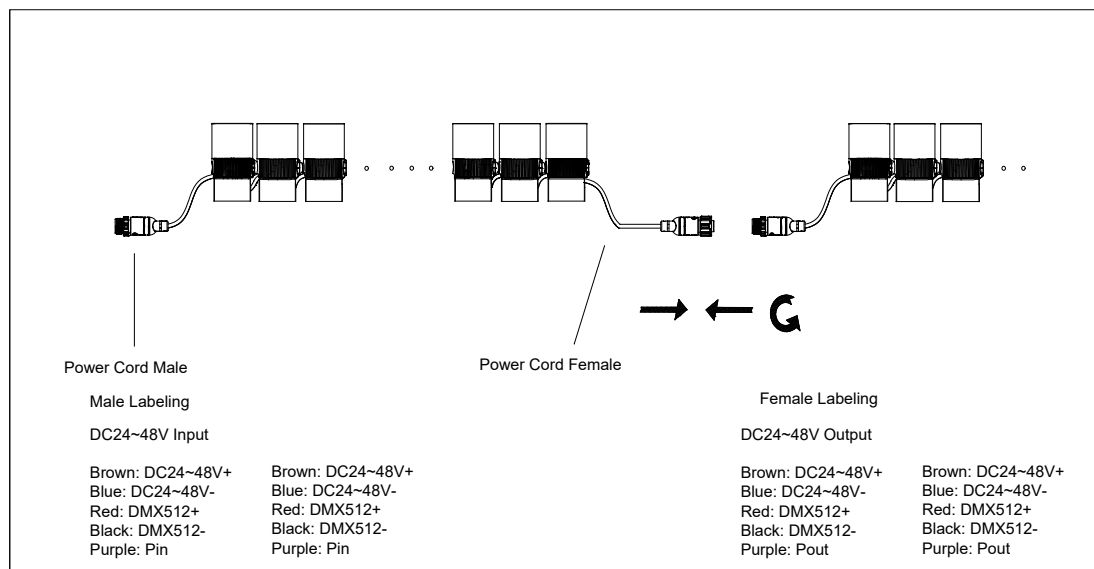 Power Cord Male
Power Cord Female
Male Labeling
DC24~48V Input
Brown: DC24~48V+
Blue: DC24~48V-
Red: DMX512+
Black: DMX512-
Purple: Pin
Brown: DC24~48V+
Blue: DC24~48V-
Red: DMX512+
Black: DMX512-
Purple: Pin
Female Labeling
DC24~48V Output
Brown: DC24~48V+
Blue: DC24~48V-
Red: DMX512+
Black: DMX512-
Purple: Pout
Brown: DC24~48V+
Blue: DC24~48V-
Red: DMX512+
Black: DMX512-
Purple: Pout